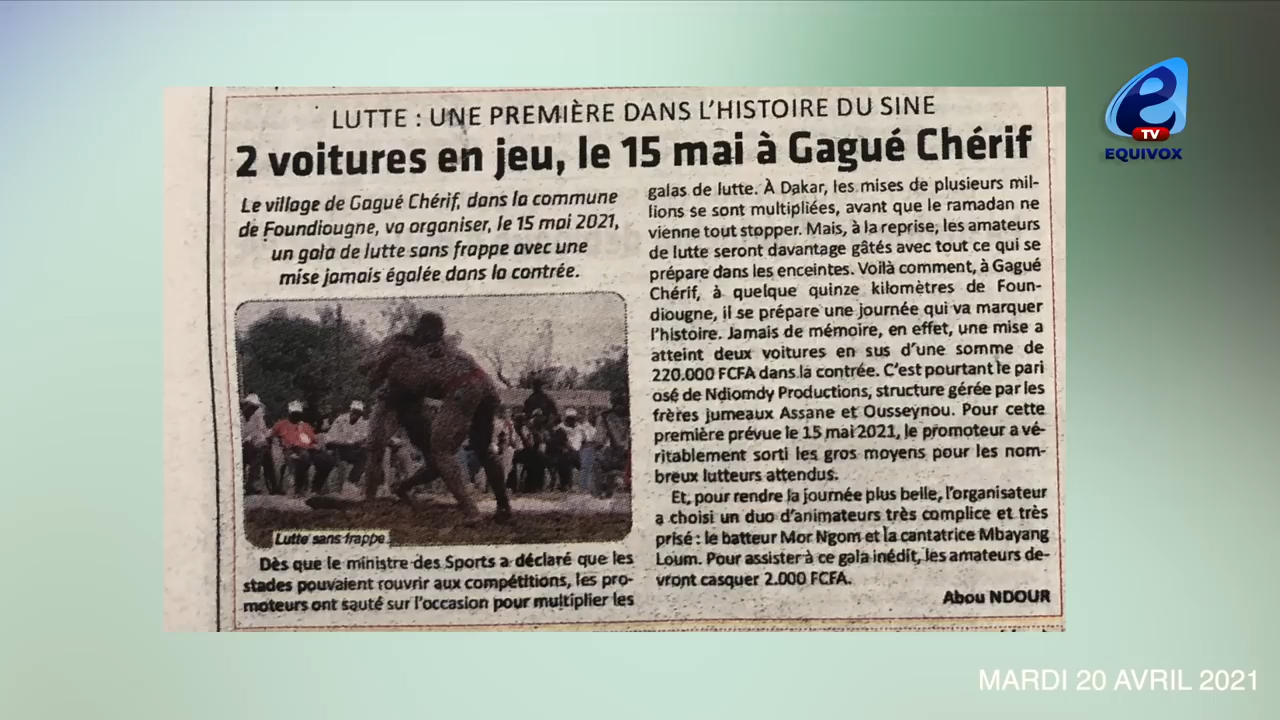 LUTTE : UNE PREMIÈRE DANS L'HISTOIRE DU SINE
2 voitures en jeu, le 15 mai à Gagué Chérif
Le village de Gagué Chérif, dans la commune
de Foundiougne, va organiser, le 15 mai 2021,
un gala de lutte sans frappe avec une
mise jamais égalée dans la contrée.
Lutte sans frappe
Dès que le ministre des Sports a déclaré que les
stades pouvaient rouvrir aux compétitions, les pro-
moteurs ont sauté sur l'occasion pour multiplier les
galas de lutte. À Dakar, les mises de plusieurs mil-
lions se sont multipliées, avant que le ramadan ne
vienne tout stopper. Mais, à la reprise, les amateurs
de lutte seront davantage gâtés avec tout ce qui se
prépare dans les enceintes. Voilà comment, à Gagué
Chérif, à quelque quinze kilomètres de Foun-
diougne, il se prépare une journée qui va marquer
l'histoire. Jamais de mémoire, en effet, une mise a
atteint deux voitures en sus d'une somme de
220.000 FCFA dans la contrée. C'est pourtant le pari
osé de Ndiomdy Productions, structure gérée par les
frères jumeaux Assane et Ousseynou. Pour cette
première prévue le 15 mai 2021, le promoteur a vé-
ritablement sorti les gros moyens pour les nom-
breux lutteurs attendus.
Et, pour rendre la journée plus belle, l'organisateur
a choisi un duo d'animateurs très complice et très
prisé : le batteur Mor Ngom et la cantatrice Mbayang
Loum. Pour assister à ce gala inédit, les amateurs de-
vront casquer 2.000 FCFA.
Abou NDOUR
e
TV
EQUIVOX
MARDI 20 AVRIL 2021